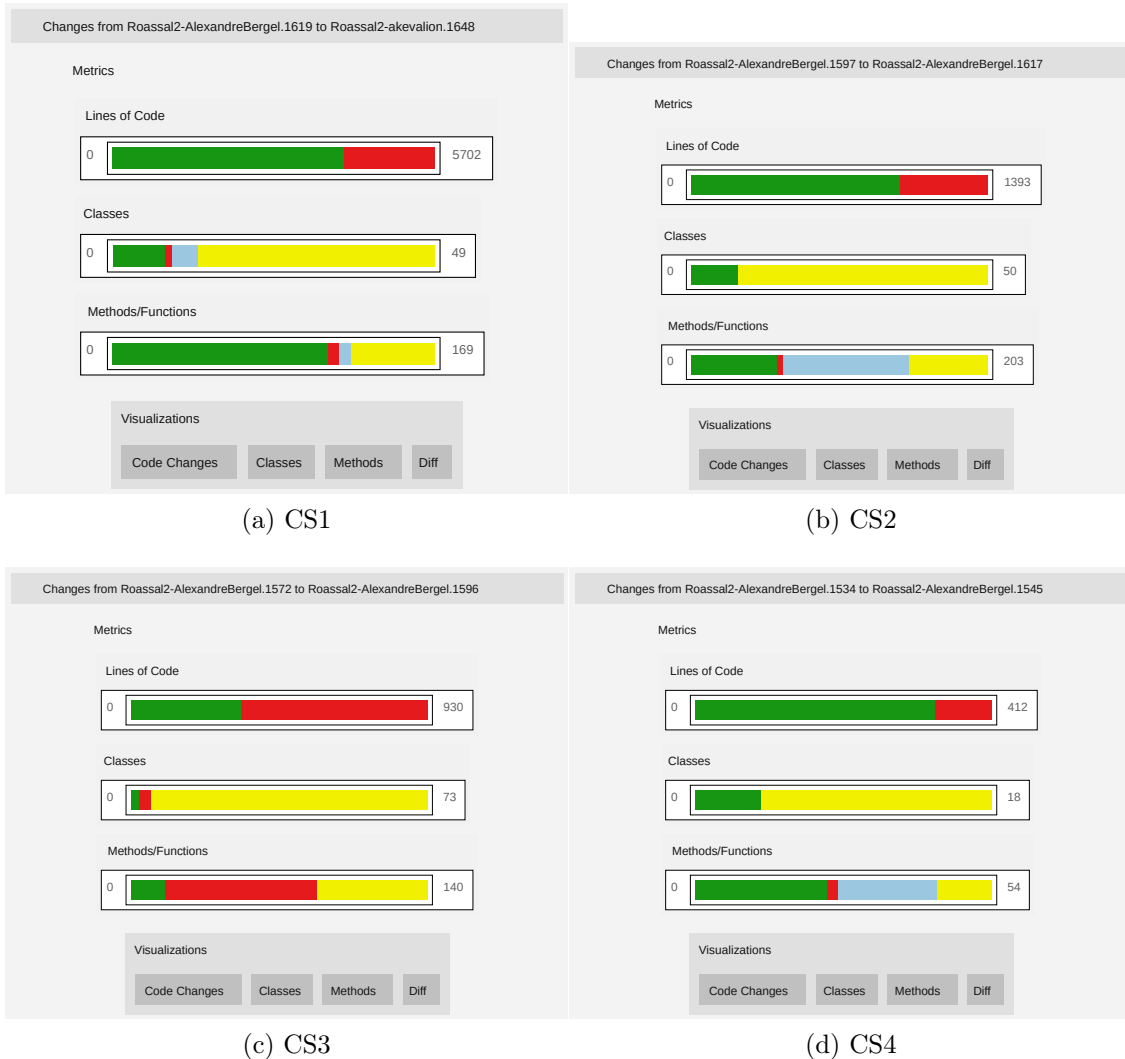 Changes from Roassal2-AlexandreBergel.1619 to Roassal2-akevalion.1648
Metrics
Lines of Code
0 5702
Classes
0 49
Methods/Functions
0 169
Visualizations
Code Changes Classes Methods Diff
(a) CS1
Changes from Roassal2-AlexandreBergel.1597 to Roassal2-AlexandreBergel.1617
Metrics
Lines of Code
0 1393
Classes
0 50
Methods/Functions
0 203
Visualizations
Code Changes Classes Methods Diff
(b) CS2
Changes from Roassal2-AlexandreBergel.1572 to Roassal2-AlexandreBergel.1596
Metrics
Lines of Code
0 930
Classes
0 73
Methods/Functions
0 140
Visualizations
Code Changes Classes Methods Diff
(c) CS3
Changes from Roassal2-AlexandreBergel.1534 to Roassal2-AlexandreBergel.1545
Metrics
Lines of Code
0 412
Classes
0 18
Methods/Functions
0 54
Visualizations
Code Changes Classes Methods Diff
(d) CS4